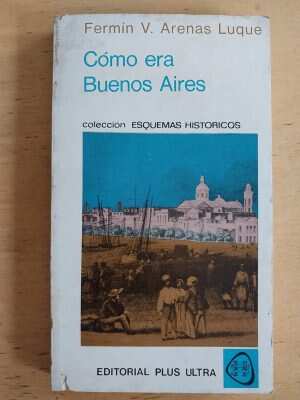 Fermín V. Arenas Luque
Cómo era
Buenos Aires
colección ESQUEMAS HISTORICOS
EDITORIAL PLUS ULTRA